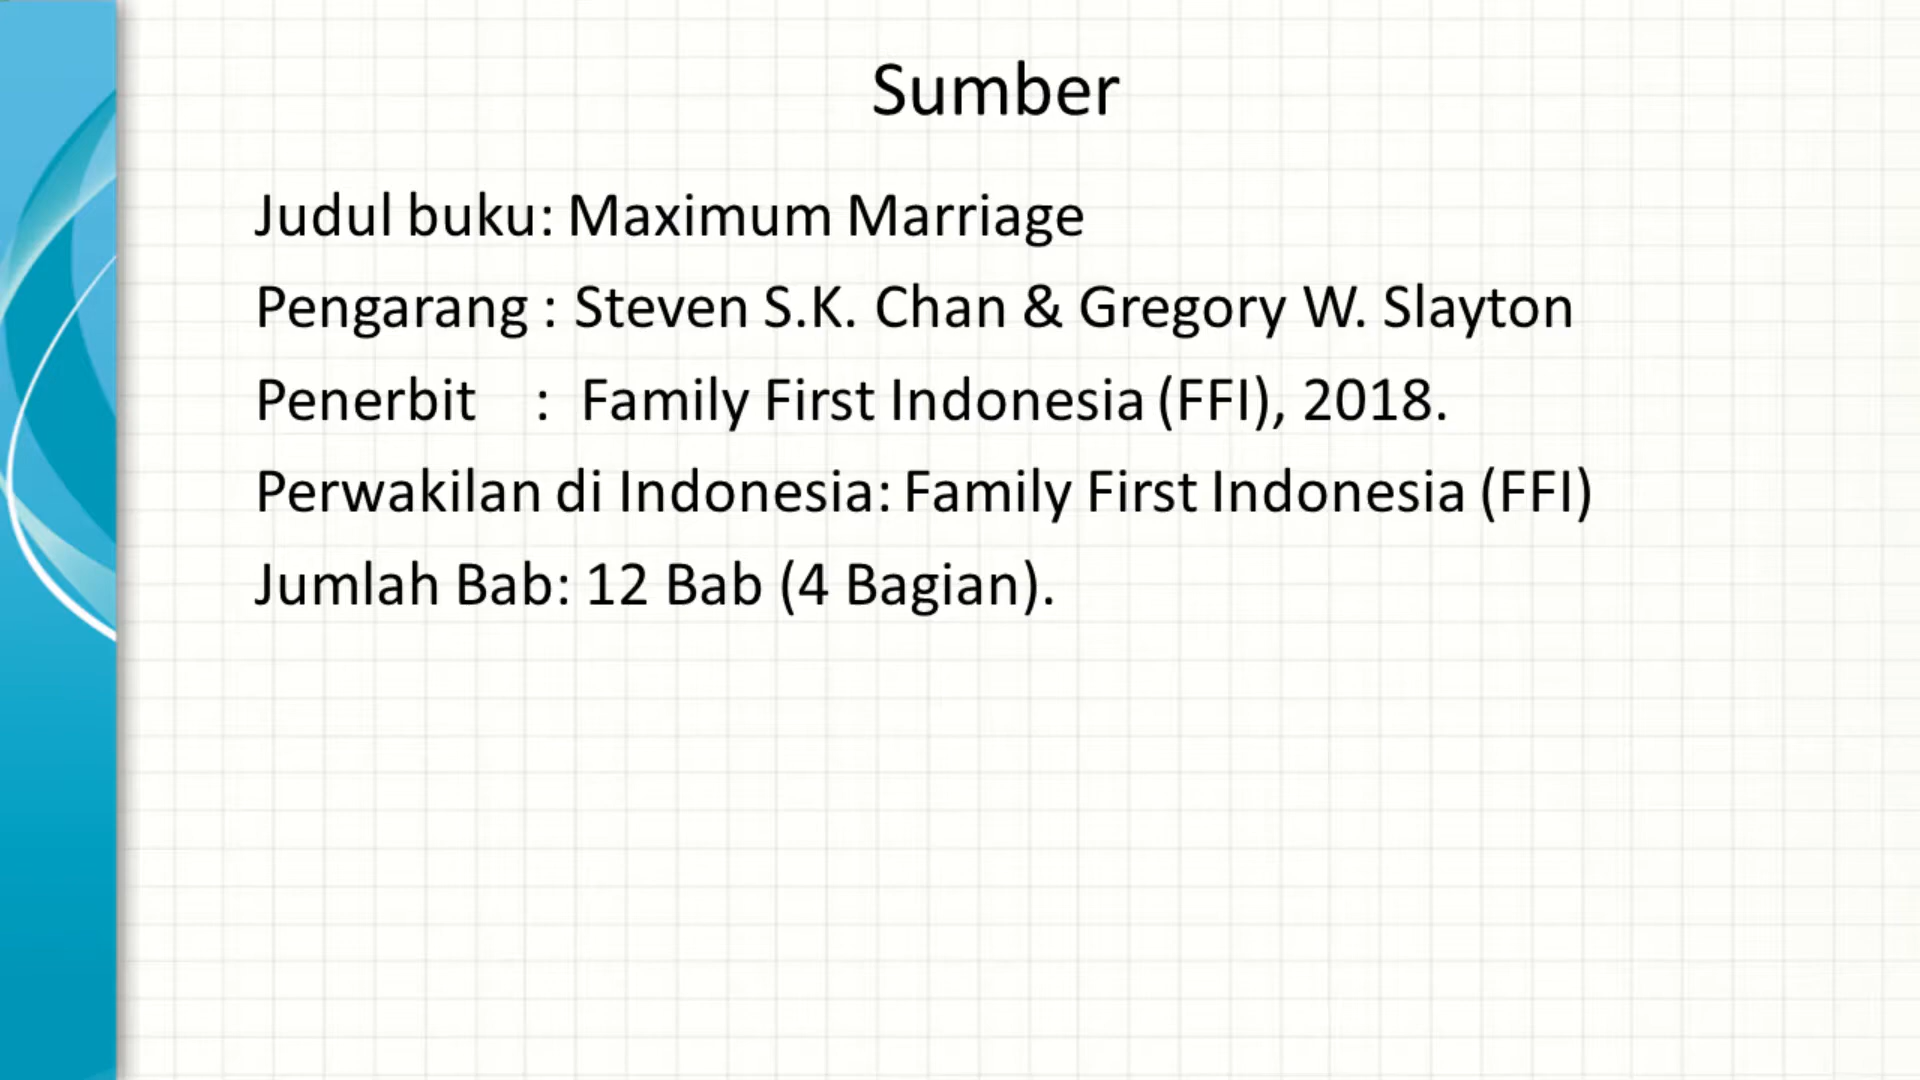 Sumber
Judul buku: Maximum Marriage
Pengarang : Steven S.K. Chan & Gregory W. Slayton
Penerbit : Family First Indonesia (FFI), 2018.
Perwakilan di Indonesia: Family First Indonesia (FFI)
Jumlah Bab: 12 Bab (4 Bagian).